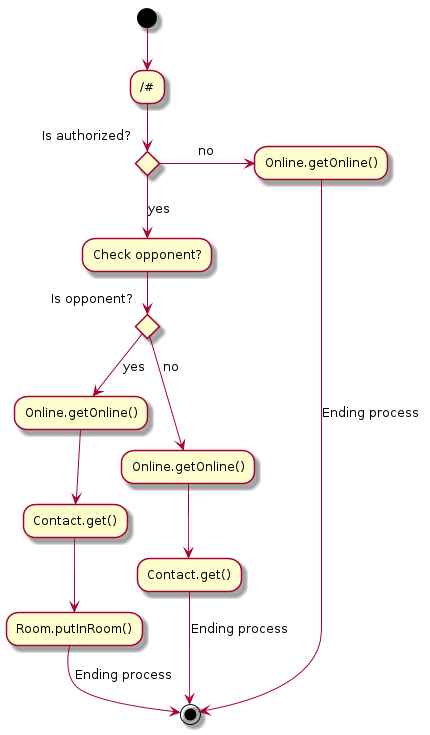 /#
Is authorized?
no
Online.getOnline()
yes
Check opponent?
Is opponent?
yes
no
Online.getOnline()
Ending process
Online.getOnline()
Contact.get()
Contact.get()
Room.putInRoom()
Ending process
Ending process